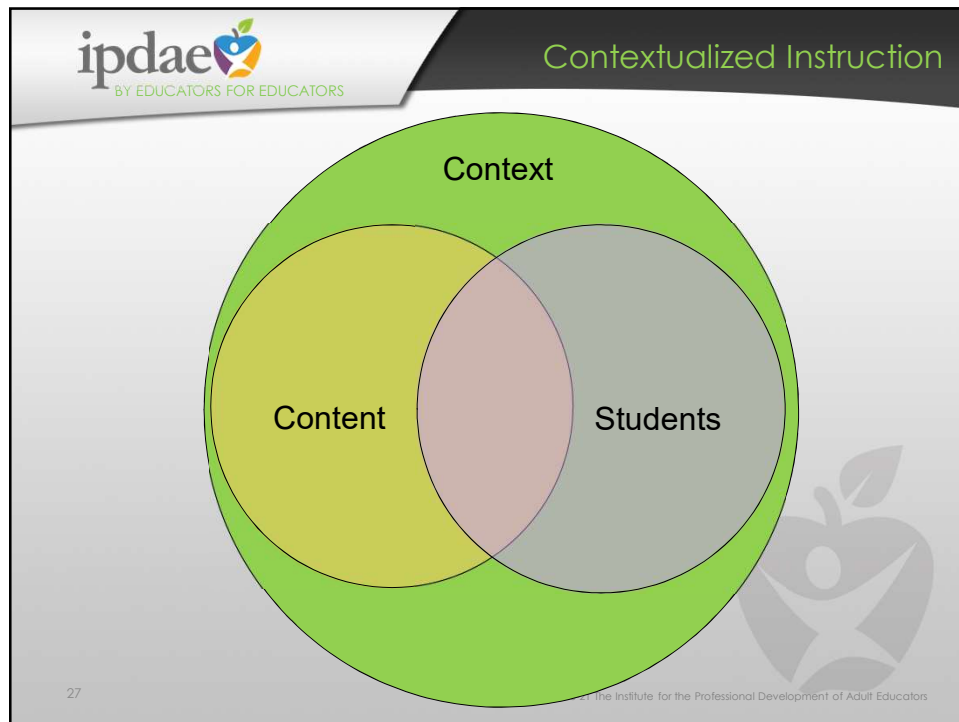 ipdae
BY EDUCATORS FOR EDUCATORS
Contextualized Instruction
Context
Content
Students
27
21 The Institute for the Professional Development of Adult Educators